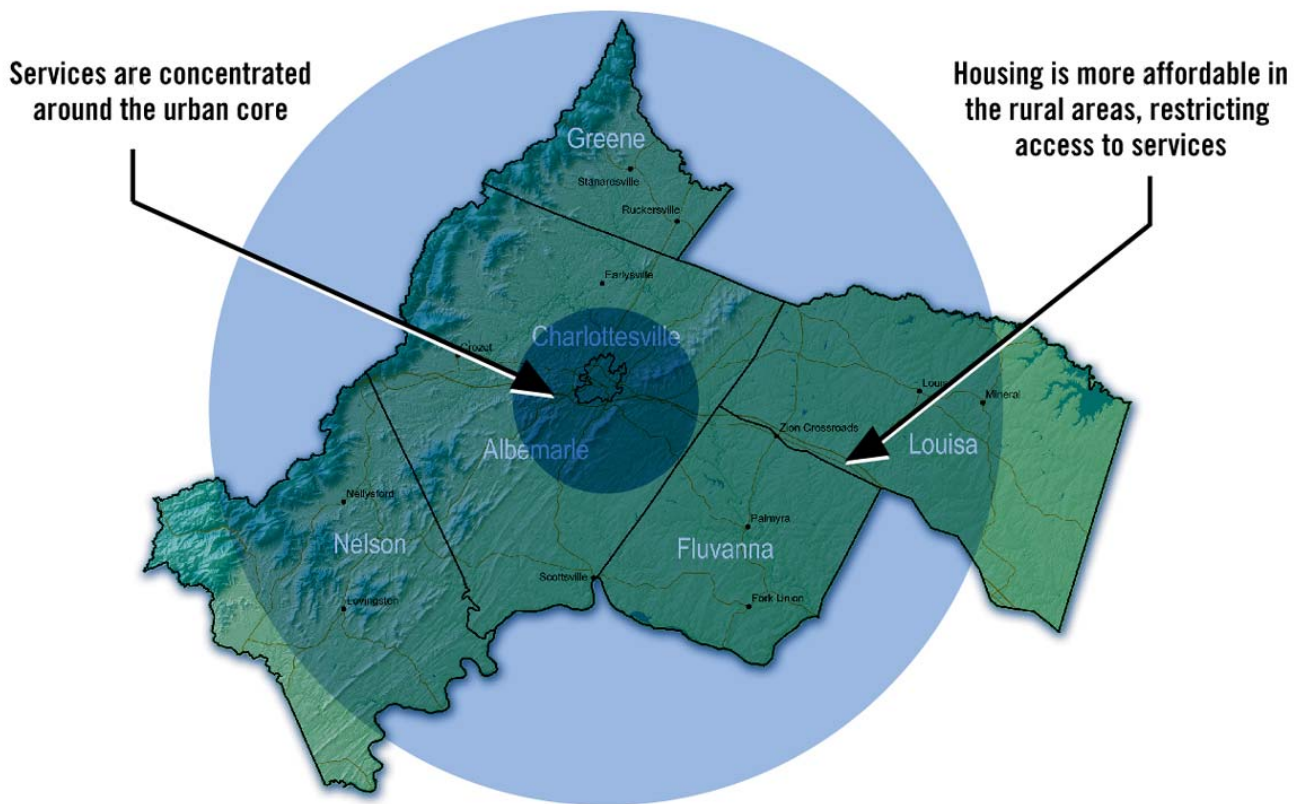 Services are concentrated
around the urban core
Housing is more affordable in
the rural areas, restricting
access to services
Greene
Stanardsville
Ruckersville
Earlysville
Charlottesville
Crozet
Albemarle
Louisa
Mineral
Zion Crossroads
Louisa
Nellysford
Nelson
Palmyra
Fluvanna
Scottsville
Lovingston
Fork Union